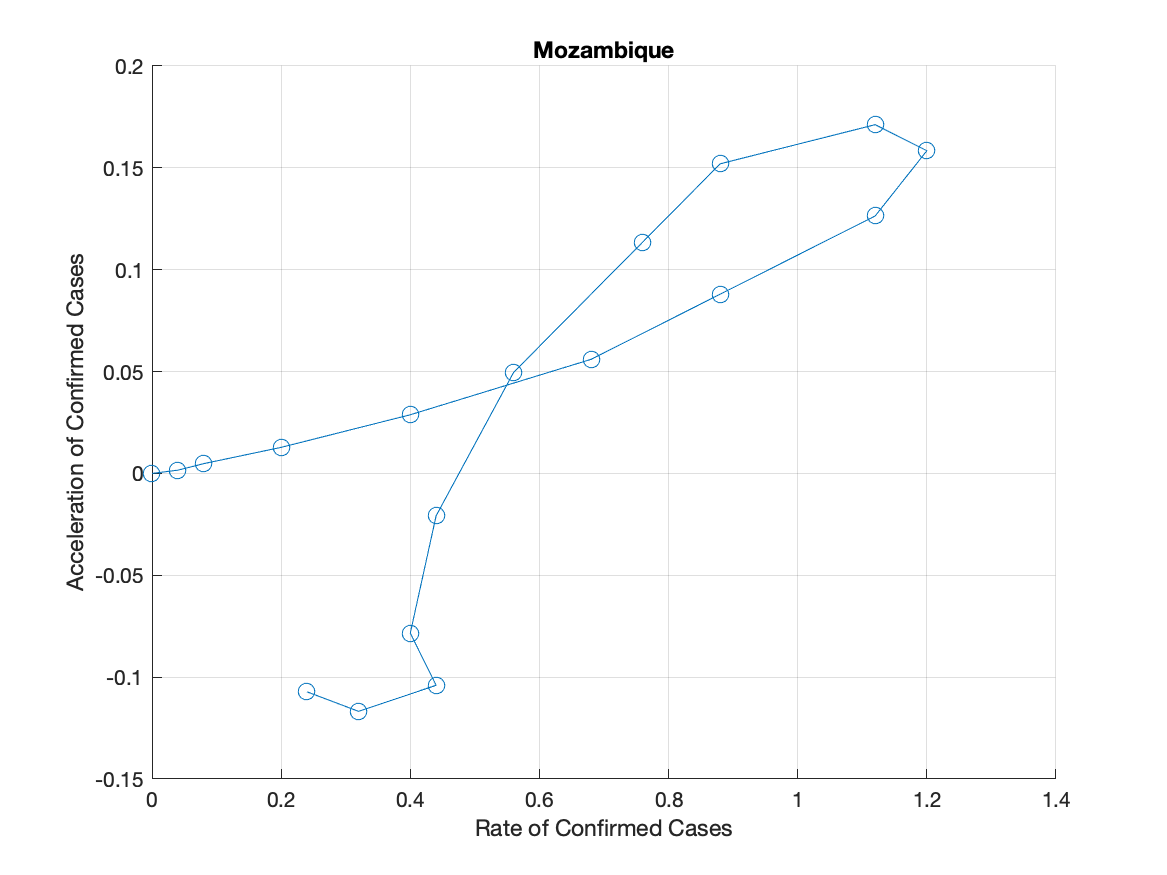 Mozambique
0.2
0.15
0.1
0.05
0
-0.05
-0.1
-0.15
Acceleration of Confirmed Cases
0 0.2 0.4 0.6 0.8 1 1.2 1.4
Rate of Confirmed Cases